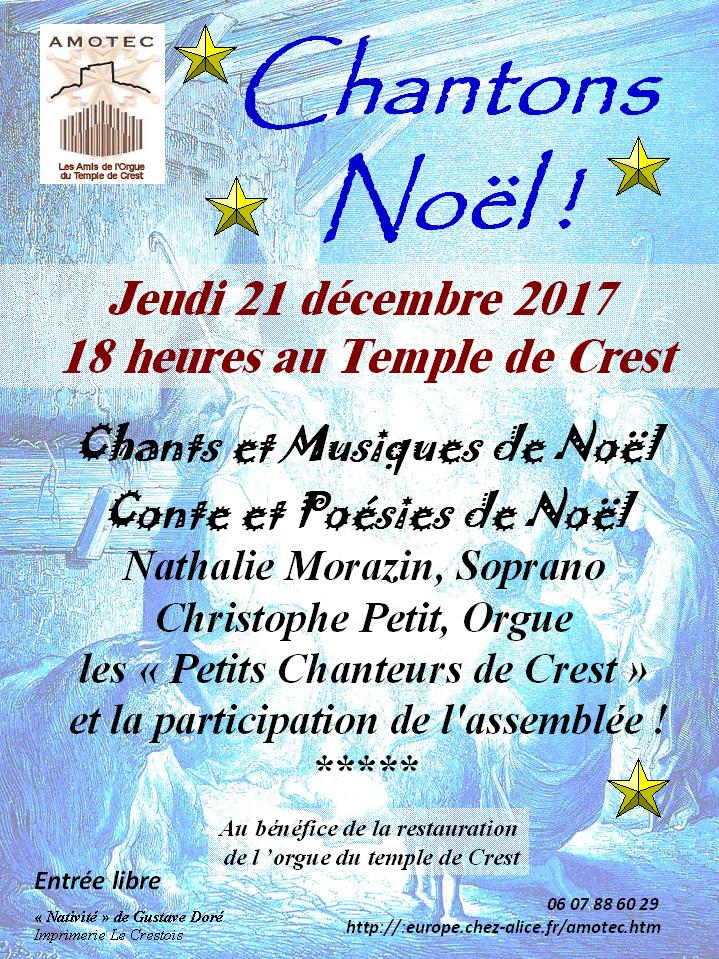 AMOTEC
Les Amis de l'Orgue
du Temple de Crest
Chantons
Noël !
Jeudi 21 décembre 2017
18 heures au Temple de Crest
Chants et Musiques de Noël
Conte et Poésies de Noël
Nathalie Morazin, Soprano
Christophe Petit, Orgue
les « Petits Chanteurs de Crest »
et la participation de l'assemblée !
*****
Au bénéfice de la restauration
de l ’orgue du temple de Crest
Entrée libre
« Nativité » de Gustave Doré
Imprimerie Le Crestois
06 07 88 60 29
http://:europe.chez-alice.fr/amotec.htm